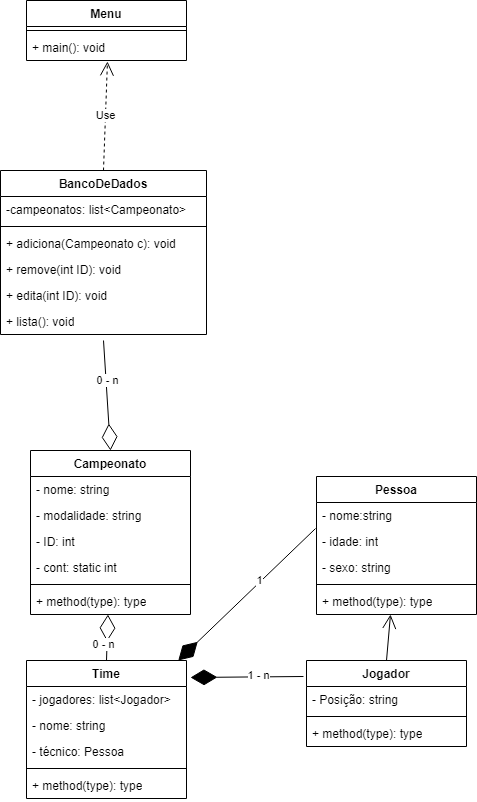 Menu
+ main(): void
Use
BancoDeDados
-campeonatos: list<Campeonato>
+ adiciona(Campeonato c): void
+ remove(int ID): void
+ edita(int ID): void
+ lista(): void
0 - n
Campeonato
- nome: string
- modalidade: string
- ID: int
- cont: static int
+ method(type): type
0 - n
Pessoa
- nome:string
- idade: int
- sexo: string
+ method(type): type
1
Time
- jogadores: list<Jogador>
- nome: string
- técnico: Pessoa
+ method(type): type
1 - n
Jogador
- Posição: string
+ method(type): type